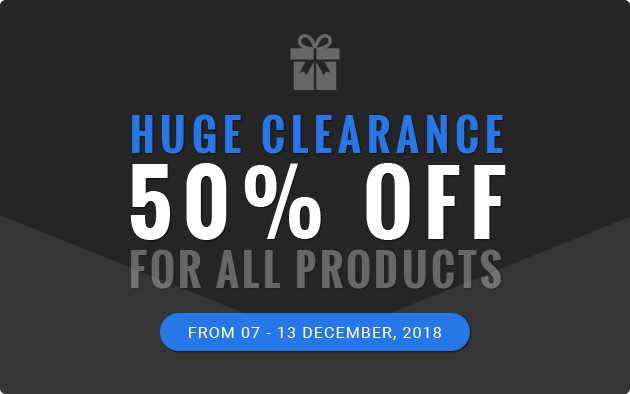 HUGE CLEARANCE
50% OFF
FOR ALL PRODUCTS
FROM 07 - 13 DECEMBER, 2018